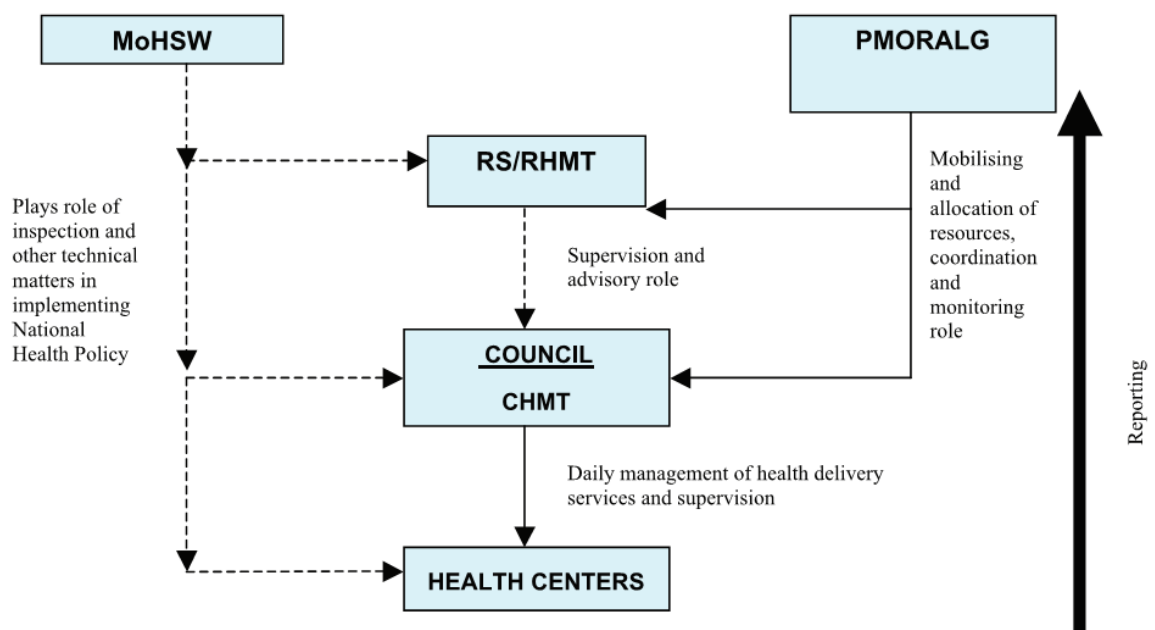 MoHSW
PMORALG
RS/RHMT
Mobilising
and
allocation of
resources,
coordination
and
monitoring
role
Plays role of
inspection and
other technical
matters in
implementing
National
Health Policy
Supervision and
advisory role
COUNCIL
CHMT
Reporting
Daily management of health delivery
services and supervision
HEALTH CENTERS